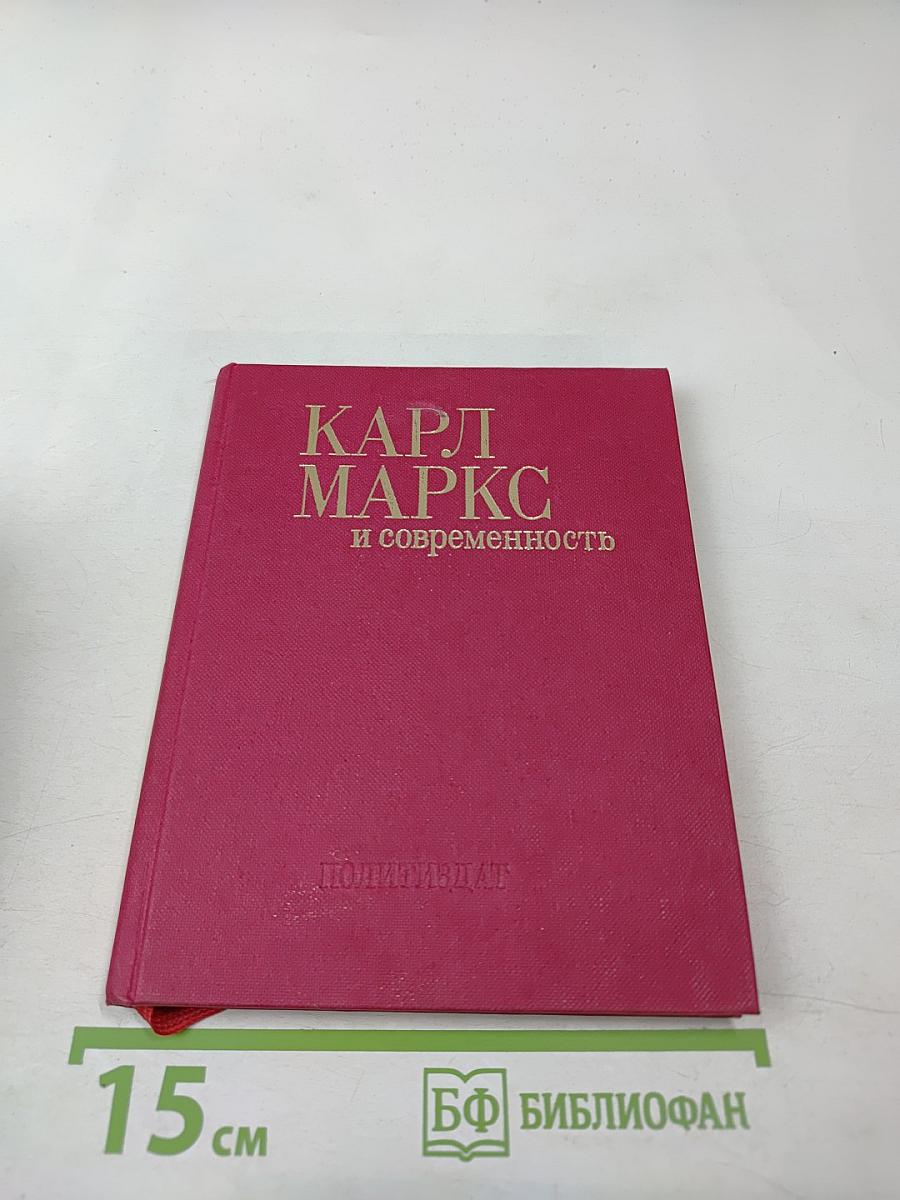 КАРЛ
МАРКС
и современность
ПОЛИТИЗДАТ
15 см
БФ БИБЛИОФАН